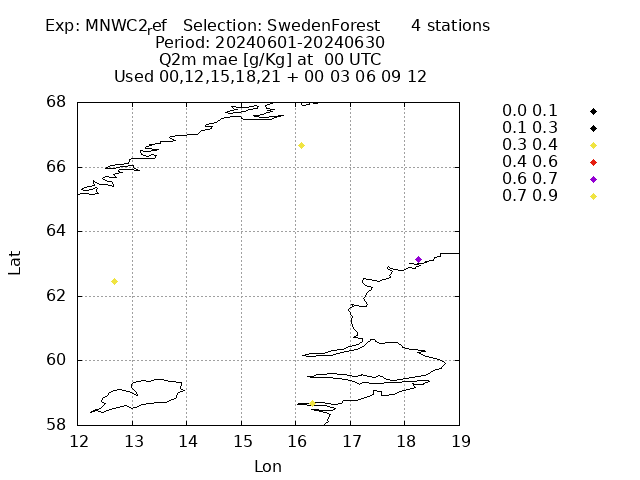 Exp: MNWC2ref Selection: SwedenForest 4 stations
Period: 20240601-20240630
Q2m mae [g/Kg] at 00 UTC
Used 00,12,15,18,21 + 00 03 06 09 12
0.0 0.1
0.1 0.3
0.3 0.4
0.4 0.6
0.6 0.7
0.7 0.9
68
66
64
62
60
58
Lat
12 13 14 15 16 17 18 19
Lon